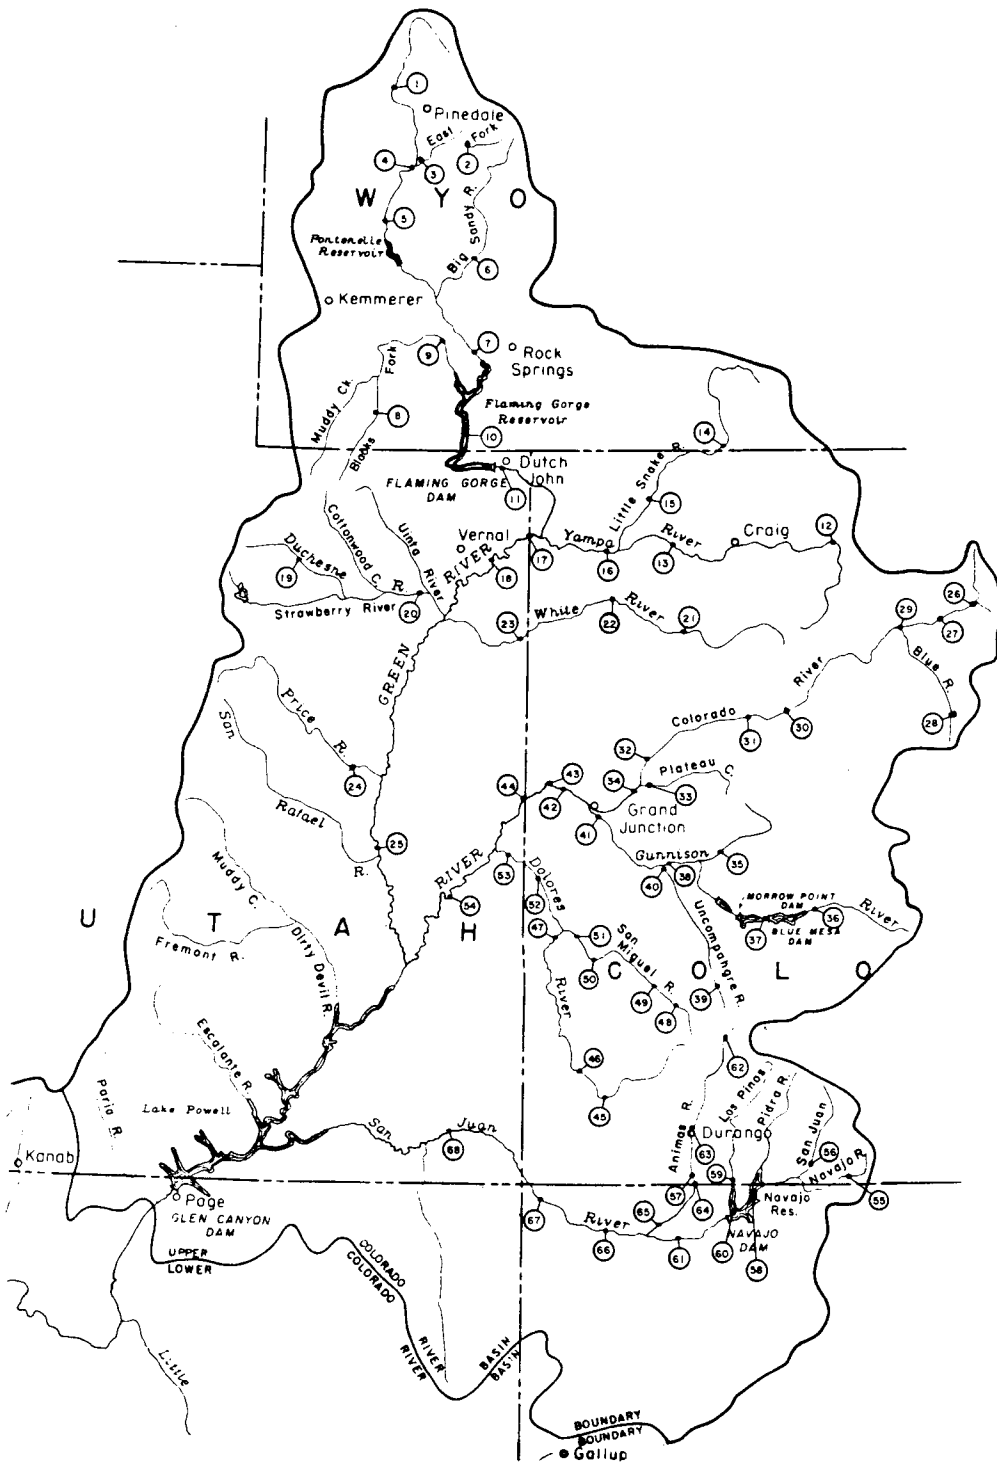 1
Pinedale
East Fork
2
3
4
W Y O
5
Fontenelle
Reservoir
Big Sandy R.
6
Kemmerer
7
Rock
Springs
9
Muddy Ck.
Blacks Fork
8
Flaming Gorge
Reservoir
10
14
Dutch
John
FLAMING GORGE
DAM
11
Little Snake R.
15
Cottonwood C.
Uinta River
Vernal
Yampa River
Craig
12
13
16
17
18
Duchesne R.
19
20
Strawberry River
White River
21
22
23
26
27
29
Blue R.
28
GREEN RIVER
Price R.
24
San Rafael R.
25
Colorado River
30
31
32
Plateau C.
33
34
Grand
Junction
41
42
43
44
Gunnison River
35
38
40
MORROW POINT
DAM
36
37
BLUE MESA
DAM
Muddy C.
Fremont R.
Dirty Devil R.
U T A H
RIVER
53
54
Dolores River
52
47
51
50
San Miguel R.
49
48
Uncompahgre R.
39
C O L O
46
45
62
Escalante R.
Paria R.
Lake Powell
Kanab
Page
GLEN CANYON
DAM
San Juan River
68
Animas R.
Durango
63
Los Pinos
Pidra R.
San Juan
56
Navajo R.
55
57
59
64
Navajo
Res.
NAVAJO
DAM
58
60
61
65
66
67
UPPER COLORADO RIVER BASIN BOUNDARY
LOWER COLORADO RIVER BASIN BOUNDARY
Little
Gallup